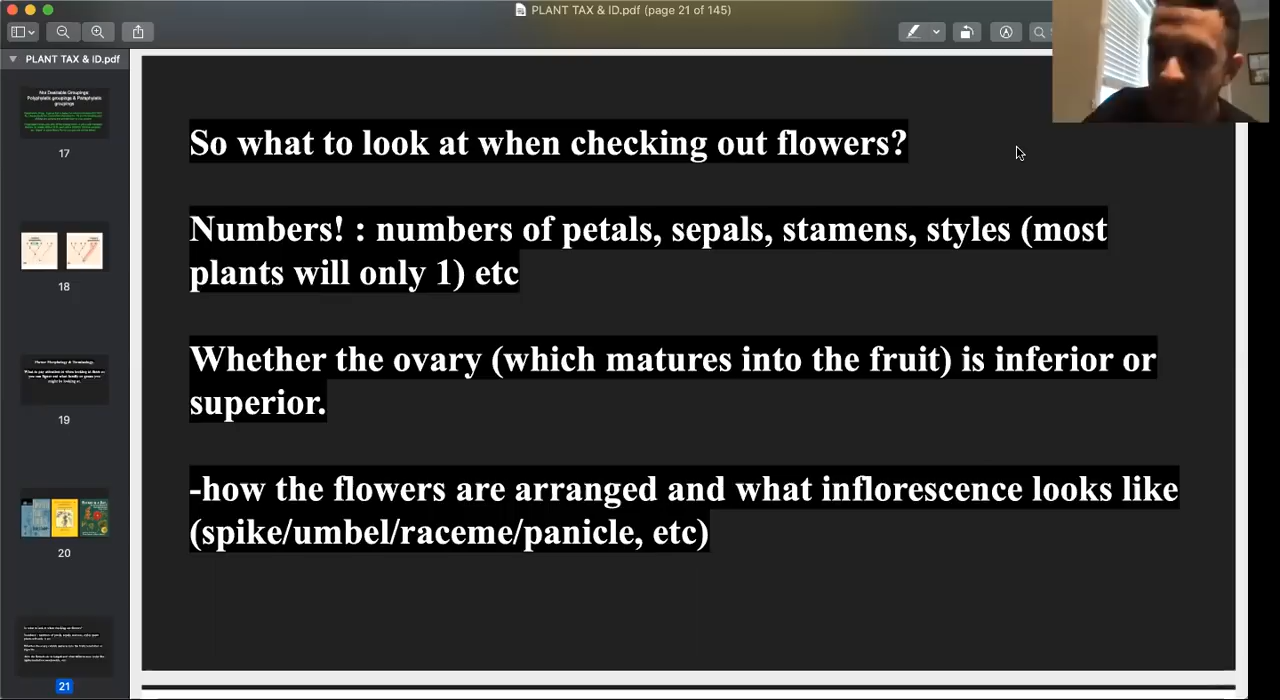 PLANT TAX & ID.pdf (page 21 of 145)
PLANT TAX & ID.pdf
17
18
19
20
21
So what to look at when checking out flowers?
Numbers! : numbers of petals, sepals, stamens, styles (most
plants will only 1) etc
Whether the ovary (which matures into the fruit) is inferior or
superior.
-how the flowers are arranged and what inflorescence looks like
(spike/umbel/raceme/panicle, etc)